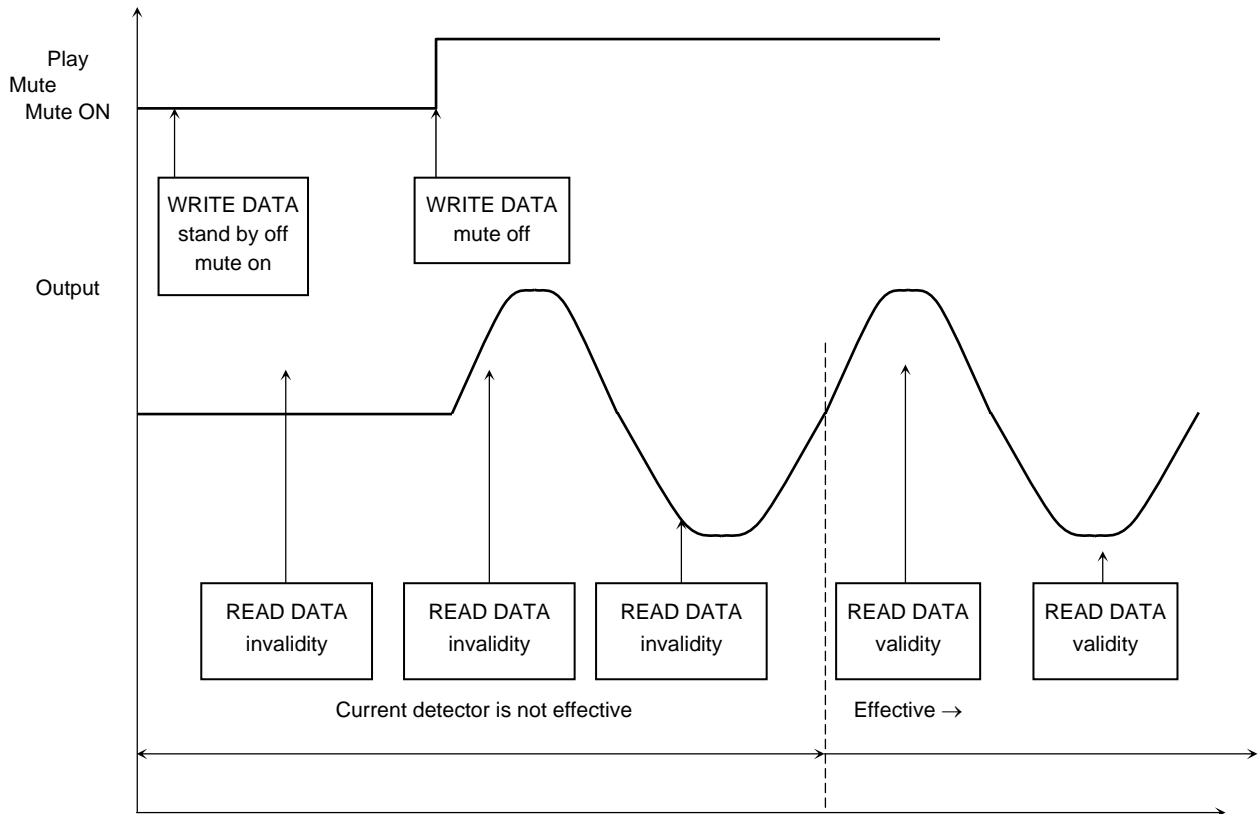 Play
Mute
Mute ON
WRITE DATA
stand by off
mute on
WRITE DATA
mute off
Output
READ DATA
invalidity
READ DATA
invalidity
READ DATA
invalidity
READ DATA
validity
READ DATA
validity
Current detector is not effective
Effective →